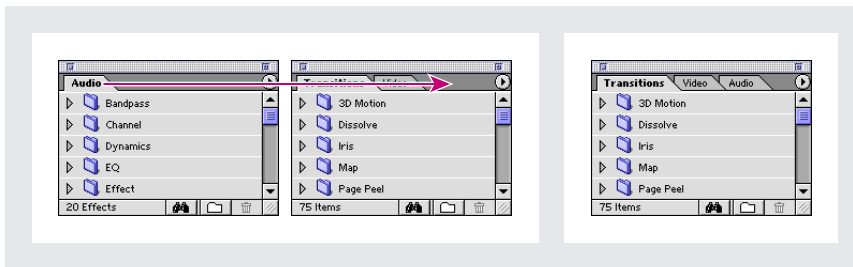 Audio
Bandpass
Channel
Dynamics
EQ
Effect
20 Effects
Transitions Video
3D Motion
Dissolve
Iris
Map
Page Peel
75 Items
Transitions Video Audio
3D Motion
Dissolve
Iris
Map
Page Peel
75 Items